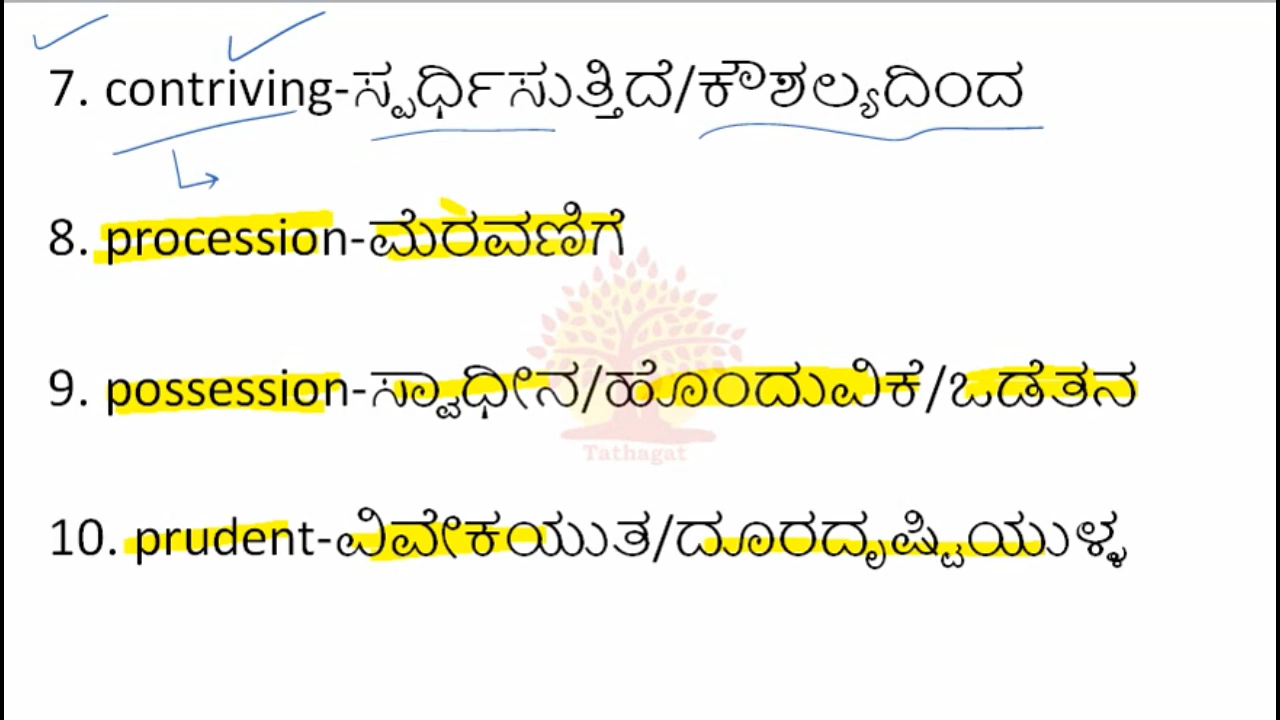 7. contriving-ಸ್ಪರ್ಧಿಸುತ್ತಿದೆ/ಕೌಶಲ್ಯದಿಂದ
8. procession-ಮೆರವಣಿಗೆ
9. possession-ಸ್ವಾಧೀನ/ಹೊಂದುವಿಕೆ/ಒಡೆತನ
Tathagat
10. prudent-ವಿವೇಕಯುತ/ದೂರದೃಷ್ಟಿಯುಳ್ಳ